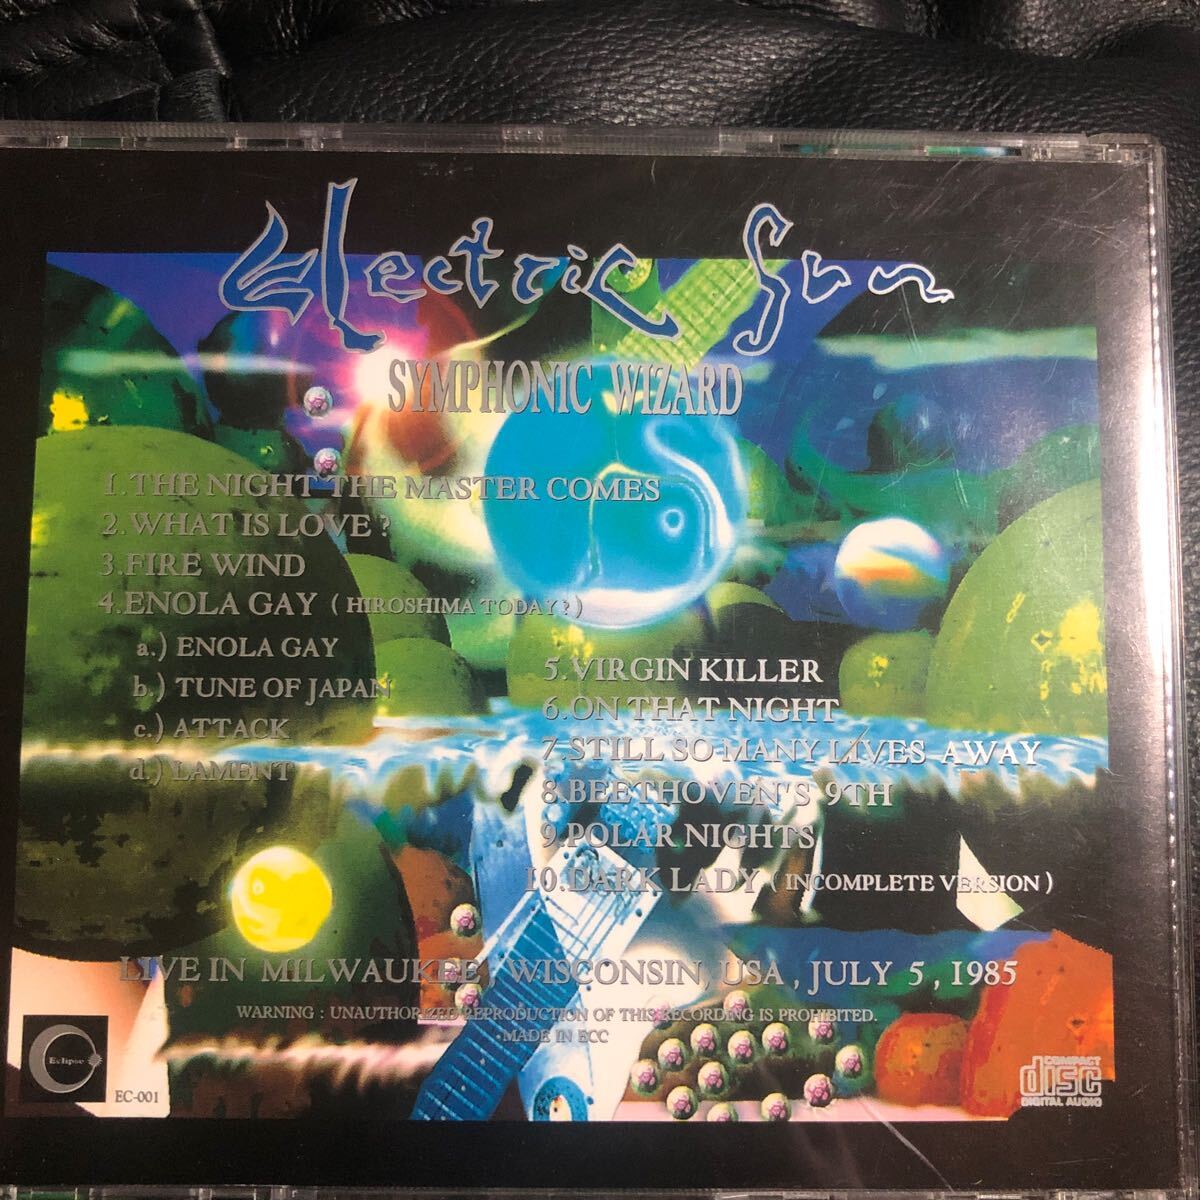 Electric Sun
SYMPHONIC WIZARD
1.THE NIGHT THE MASTER COMES
2.WHAT IS LOVE?
3.FIRE WIND
4.ENOLA GAY (HIROSHIMA TODAY?)
a.) ENOLA GAY
b.) TUNE OF JAPAN
c.) ATTACK
d.) LAMENT
5.VIRGIN KILLER
6.ON THAT NIGHT
7.STILL SO MANY LIVES AWAY
8.BEETHOVEN'S 9TH
9.POLAR NIGHTS
10.DARK LADY (INCOMPLETE VERSION)
LIVE IN MILWAUKEE, WISCONSIN, USA, JULY 5, 1985
WARNING : UNAUTHORIZED REPRODUCTION OF THIS RECORDING IS PROHIBITED.
MADE IN ECC
Eclipse
EC-001
COMPACT
disc
DIGITAL AUDIO